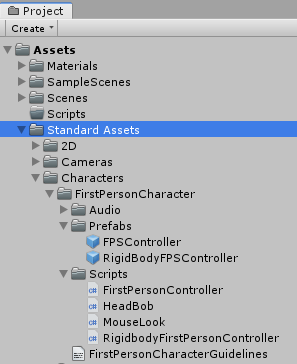 Project
Create
Assets
Materials
SampleScenes
Scenes
Scripts
Standard Assets
2D
Cameras
Characters
FirstPersonCharacter
Audio
Prefabs
FPSController
RigidBodyFPSController
Scripts
C# FirstPersonController
C# HeadBob
C# MouseLook
C# RigidbodyFirstPersonController
FirstPersonCharacterGuidelines